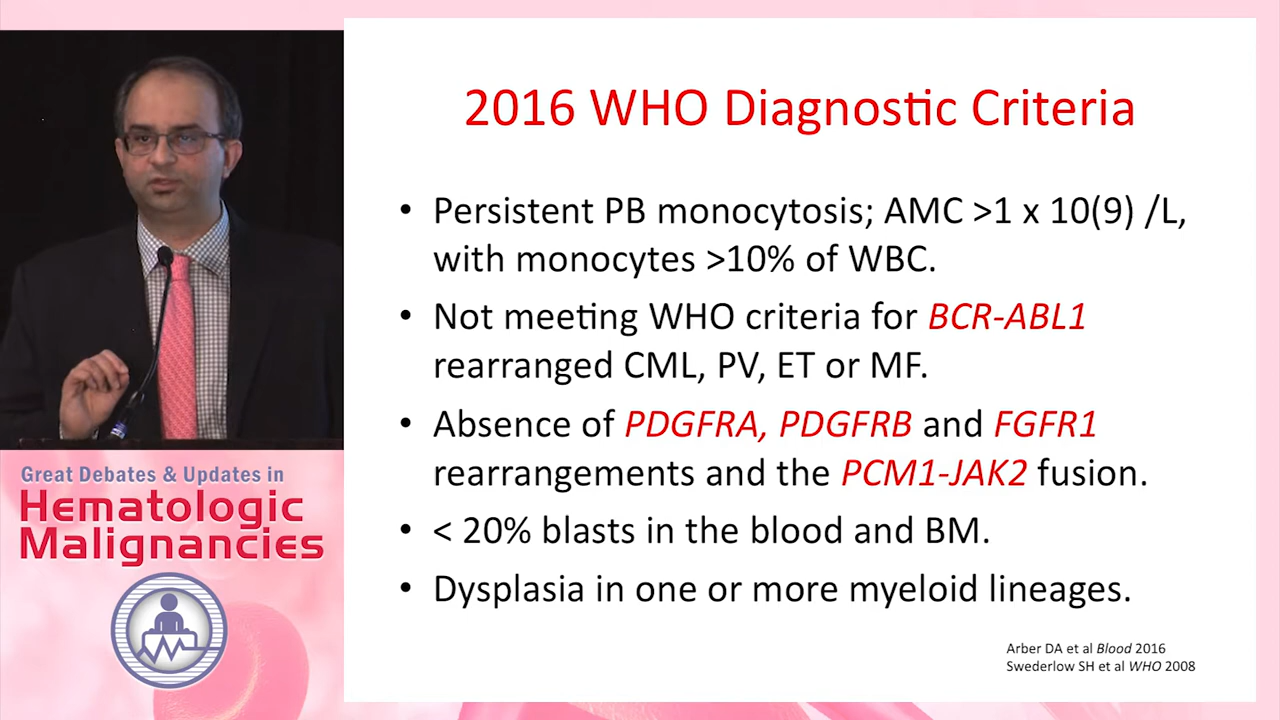 2016 WHO Diagnostic Criteria
• Persistent PB monocytosis; AMC >1 x 10(9) /L,
with monocytes >10% of WBC.
• Not meeting WHO criteria for BCR-ABL1
rearranged CML, PV, ET or MF.
• Absence of PDGFRA, PDGFRB and FGFR1
rearrangements and the PCM1-JAK2 fusion.
• < 20% blasts in the blood and BM.
• Dysplasia in one or more myeloid lineages.
Arber DA et al Blood 2016
Swederlow SH et al WHO 2008
Great Debates & Updates in
Hematologic
Malignancies